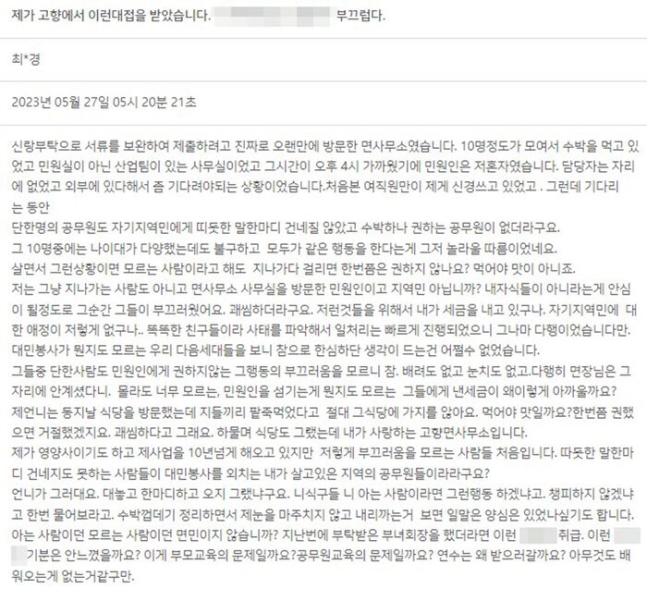 제가 고향에서 이런대접을 받았습니다. 부끄럽다.
최*경
2023년 05월 27일 05시 20분 21초
신랑부탁으로 서류를 보완하여 제출하려고 진짜로 오랜만에 방문한 면사무소였습니다. 10명정도가 모여서 수박을 먹고 있
었고 민원실이 아닌 산업팀이 있는 사무실이었고 그시간이 오후 4시 가까웠기에 민원인은 저혼자였습니다. 담당자는 자리
에 없었고 외부에 있다해서 좀 기다려야되는 상황이었습니다.처음본 여직원만이 제게 신경쓰고 있었고 . 그런데 기다리
는 동안
단한명의 공무원도 자기지역민에게 띠뜻한 말한마디 건네질 않았고 수박하나 권하는 공무원이 없더라구요.
그 10명중에는 나이대가 다양했는데도 불구하고 모두가 같은 행동을 한다는게 그저 놀라울 따름이었네요.
살면서 그런상황이면 모르는 사람이라고 해도 지나가다 걸리면 한번쯤은 권하지 않나요? 먹어야 맛이 아니죠.
저는 그냥 지나가는 사람도 아니고 면사무소 사무실을 방문한 민원인이고 지역민 아닙니까? 내자식들이 아니라는게 안심
이 될정도로 그순간 그들이 부끄러웠어요. 괘씸하더라구요. 저런것들을 위해서 내가 세금을 내고 있구나. 자기지역민에 대
한 애정이 저렇게 없구나.. 똑똑한 친구들이라 사태를 파악해서 일처리는 빠르게 진행되었으니 그나마 다행이었습니다만.
대민봉사가 뭔지도 모르는 우리 다음세대들을 보니 참으로 한심하단 생각이 드는건 어쩔수 없었습니다.
그들중 단한사람도 민원인에게 권하지않는 그행동의 부끄러움을 모르니 참. 배려도 없고 눈치도 없고.다행히 면장님은 그
자리에 안계셨다니. 몰라도 너무 모르는, 민원인을 섬기는게 뭔지도 모르는 그들에게 낸세금이 왜이렇게 아까울까요?
제언니는 동지날 식당을 방문했는데 지들끼리 팥죽먹었다고 절대 그식당에 가지를 않아요. 먹어야 맛일까요?한번쯤 권했
으면 거절했겠지요. 괘씸하다고 그래요. 하물며 식당도 그랬는데 내가 사랑하는 고향면사무소입니다.
제가 영양사이기도 하고 제사업을 10년넘게 해오고 있지만 저렇게 부끄러움을 모르는 사람들 처음입니다. 따뜻한 말한마
디 건네지도 못하는 사람들이 대민봉사를 외치는 내가 살고있은 지역의 공무원들이라라구요?
언니가 그러대요. 대놓고 한마디하고 오지 그랬냐구요. 니식구들 니 아는 사람이라면 그런행동 하겠냐고. 챙피하지 않겠냐
고 한번 물어보라고. 수박껍데기 정리하면서 제눈을 마주치지 않고 내리까는거 보면 일말은 양심은 있었나싶기도 합니다.
아는 사람이던 모르는 사람이던 면민이지 않습니까? 지난번에 부탁받은 부녀회장을 했더라면 이런 취급. 이런
기분은 안느꼈을까요? 이게 부모교육의 문제일까요?공무원교육의 문제일까요? 연수는 왜 받으러갈까요? 아무것도 배
워오는게 없는거같구만.